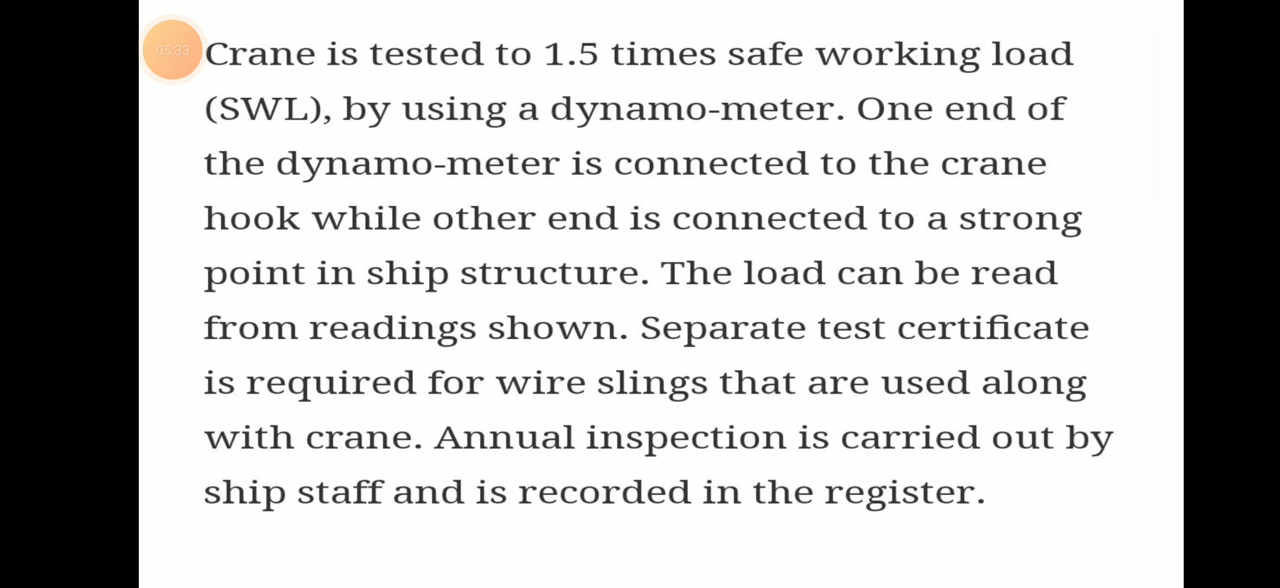 05:33
Crane is tested to 1.5 times safe working load
(SWL), by using a dynamo-meter. One end of
the dynamo-meter is connected to the crane
hook while other end is connected to a strong
point in ship structure. The load can be read
from readings shown. Separate test certificate
is required for wire slings that are used along
with crane. Annual inspection is carried out by
ship staff and is recorded in the register.